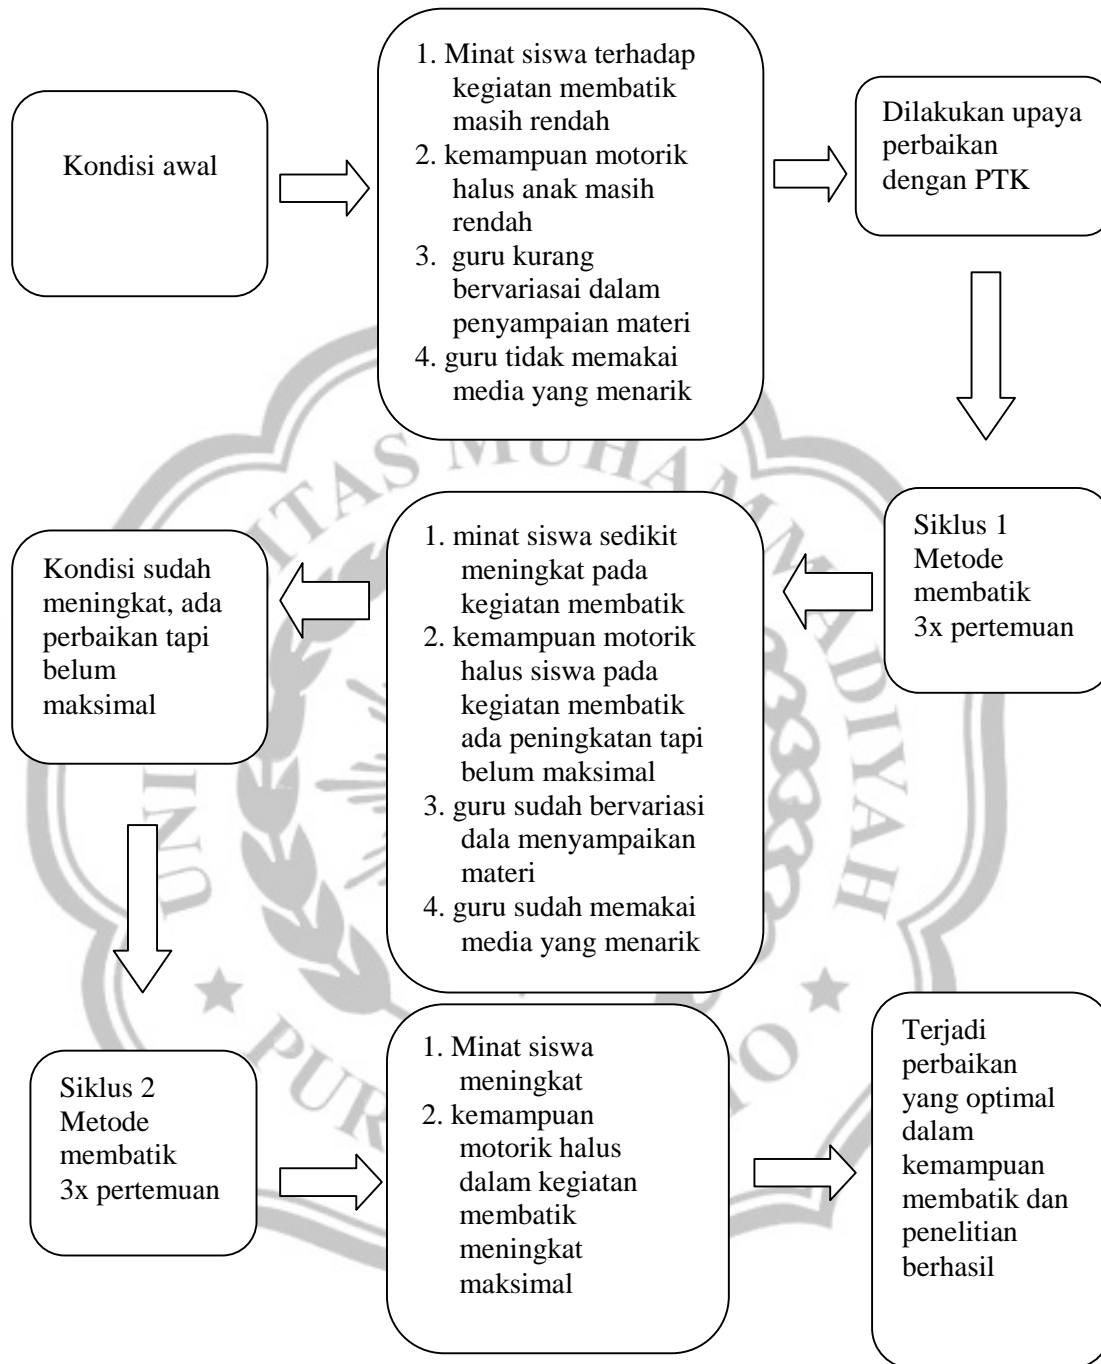 Kondisi awal
1. Minat siswa terhadap
kegiatan membatik
masih rendah
2. kemampuan motorik
halus anak masih
rendah
3. guru kurang
bervariasai dalam
penyampaian materi
4. guru tidak memakai
media yang menarik
Dilakukan upaya
perbaikan
dengan PTK
Siklus 1
Metode
membatik
3x pertemuan
1. minat siswa sedikit
meningkat pada
kegiatan membatik
2. kemampuan motorik
halus siswa pada
kegiatan membatik
ada peningkatan tapi
belum maksimal
3. guru sudah bervariasi
dala menyampaikan
materi
4. guru sudah memakai
media yang menarik
Kondisi sudah
meningkat, ada
perbaikan tapi
belum
maksimal
Siklus 2
Metode
membatik
3x pertemuan
1. Minat siswa
meningkat
2. kemampuan
motorik halus
dalam kegiatan
membatik
meningkat
maksimal
Terjadi
perbaikan
yang optimal
dalam
kemampuan
membatik dan
penelitian
berhasil
MUHAMMADIYAH